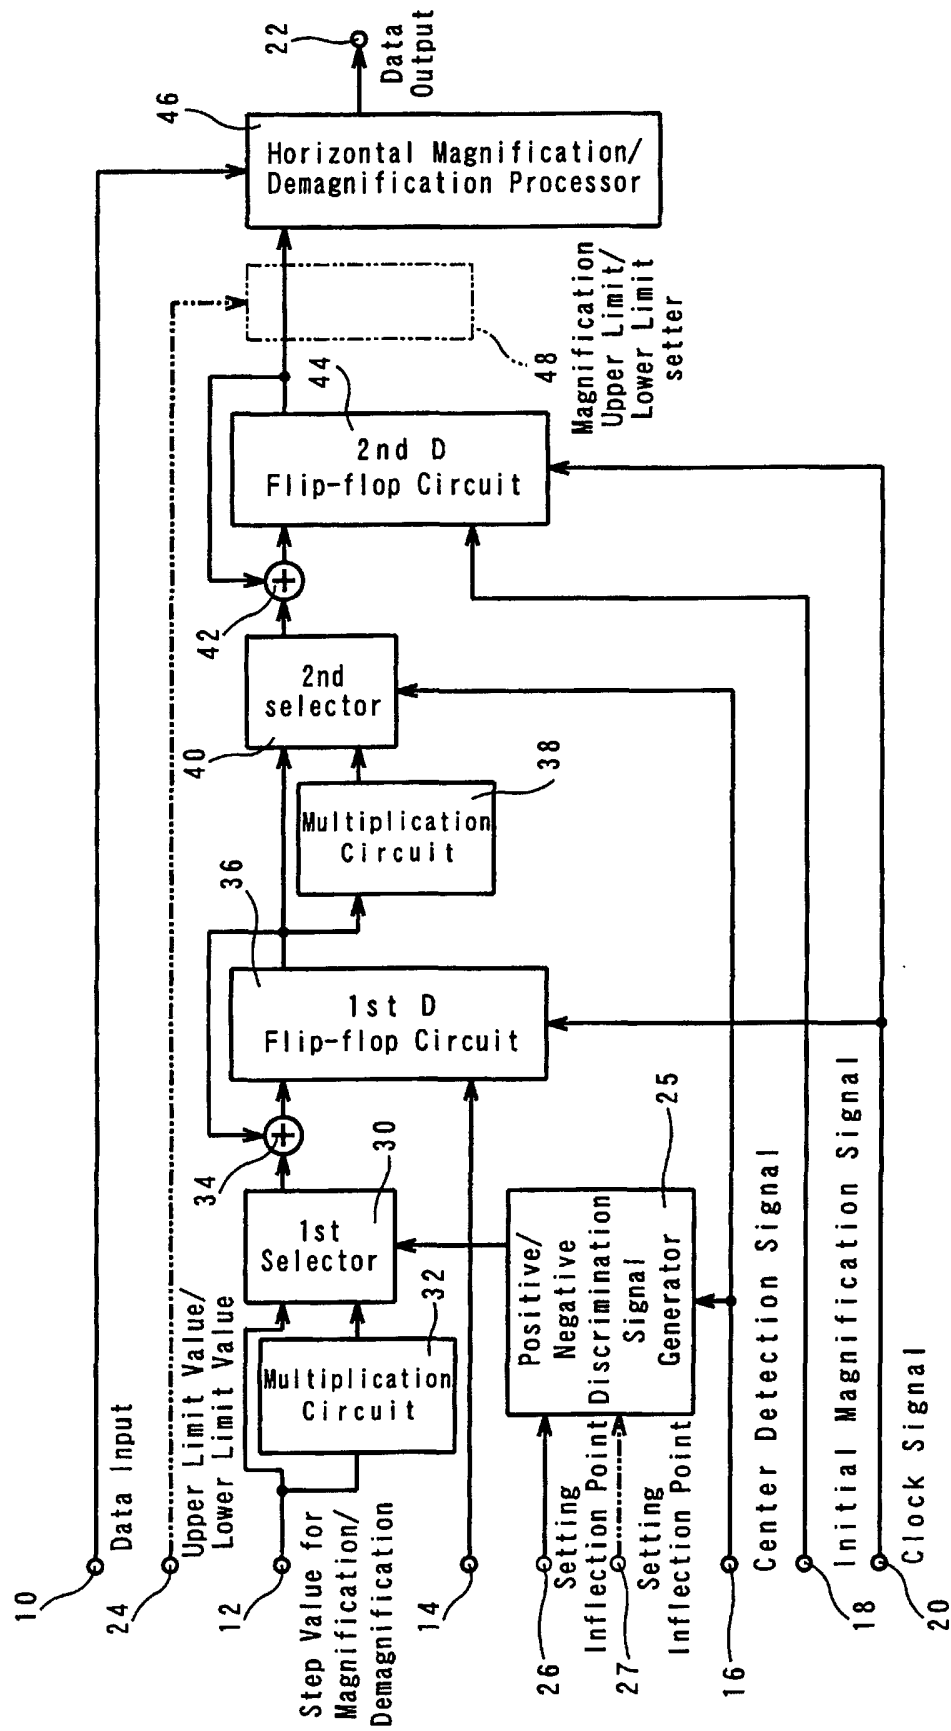 10
Data Input
24
Upper Limit Value/
Lower Limit Value
12
Step Value for
Magnification/
Demagnification
14
26
Setting
Inflection Point
27
Setting
Inflection Point
16
Center Detection Signal
18
Initial Magnification Signal
20
Clock Signal
Multiplication
Circuit
32
1st
Selector
30
Positive/
Negative
Discrimination
Signal
Generator
25
34
+
1st D
Flip-flop Circuit
36
Multiplication
Circuit
38
2nd
selector
40
42
+
2nd D
Flip-flop Circuit
44
48
Magnification
Upper Limit/
Lower Limit
setter
Horizontal Magnification/
Demagnification Processor
46
22
Data
Output